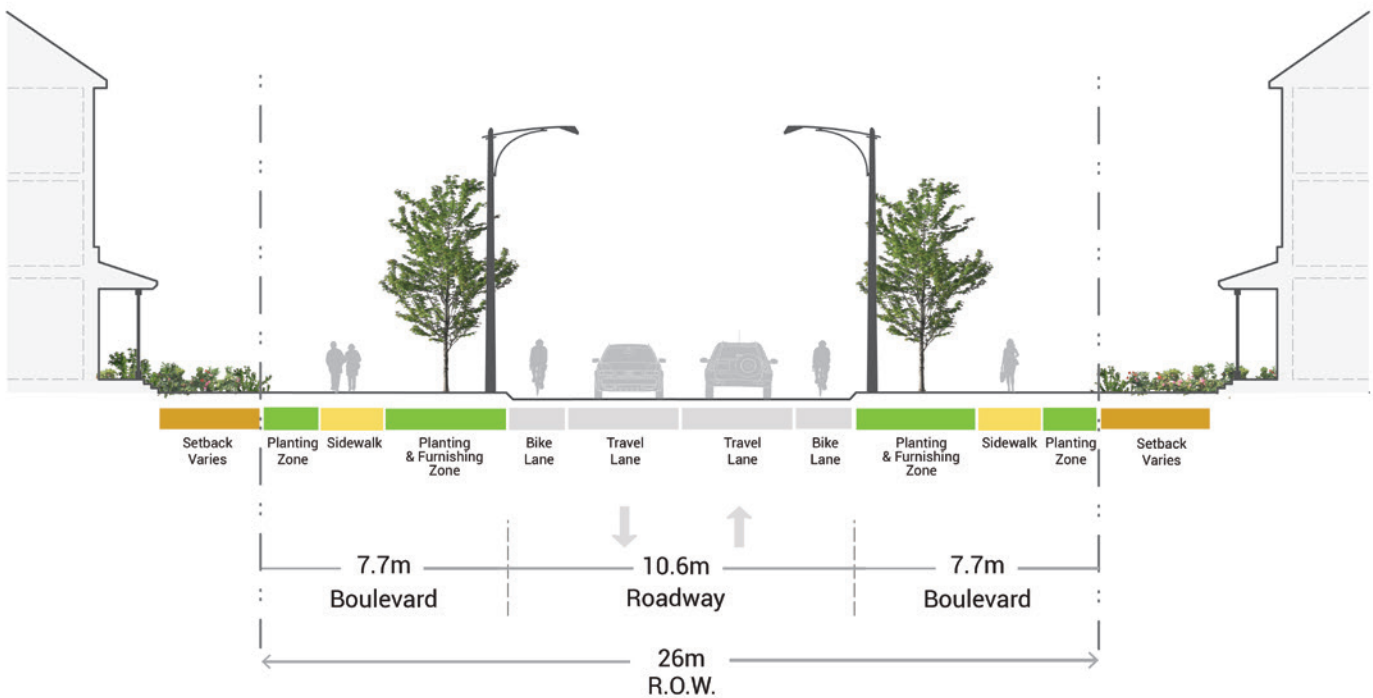 Setback
Varies
Planting
Zone
Sidewalk
Planting
& Furnishing
Zone
Bike
Lane
Travel
Lane
Travel
Lane
Bike
Lane
Planting
& Furnishing
Zone
Sidewalk
Planting
Zone
Setback
Varies
7.7m
Boulevard
10.6m
Roadway
7.7m
Boulevard
26m
R.O.W.